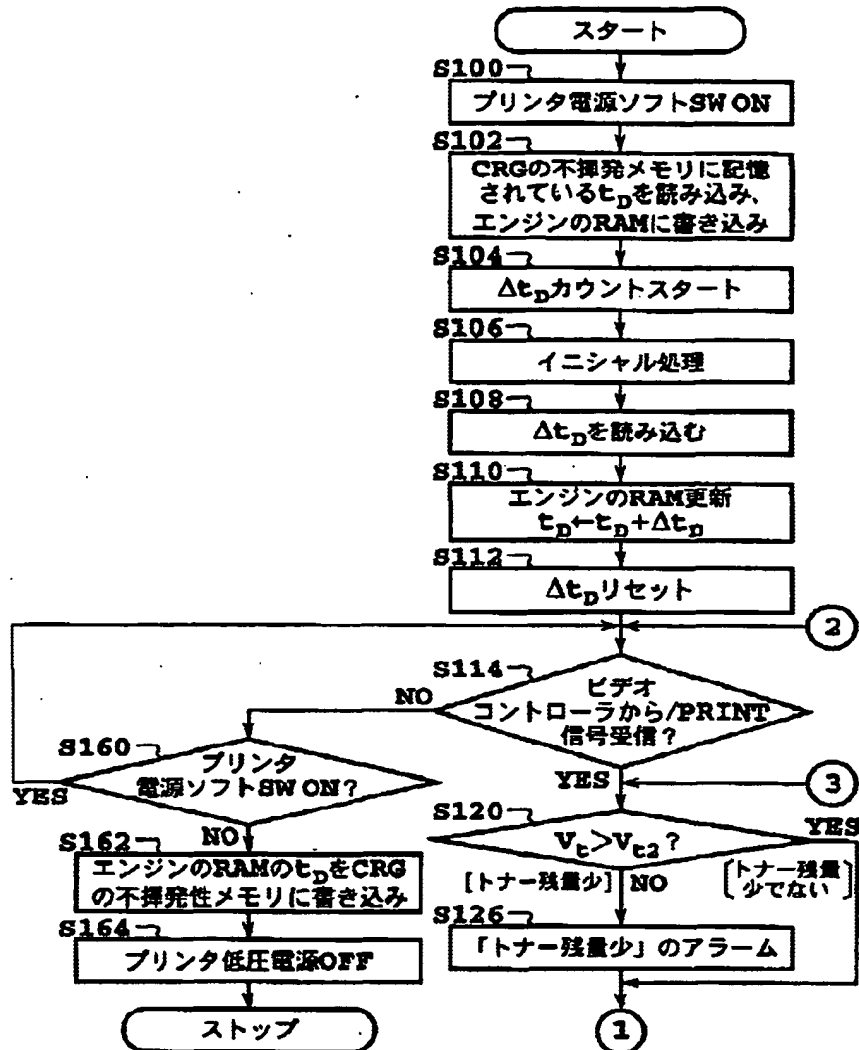 スタート
S100
プリンタ電源ソフトSW ON
S102
CRGの不揮発メモリに記憶
されているtDを読み込み、
エンジンのRAMに書き込み
S104
ΔtDカウントスタート
S106
イニシャル処理
S108
ΔtDを読み込む
S110
エンジンのRAM更新
tD←tD+ΔtD
S112
ΔtDリセット
2
S114
ビデオ
コントローラから/PRINT
信号受信?
NO
YES
3
S160
プリンタ
電源ソフトSW ON?
YES
NO
S162
エンジンのRAMのtDをCRG
の不揮発性メモリに書き込み
S164
プリンタ低圧電源OFF
ストップ
S120
Vt>Vt2?
YES
[トナー残量少]
NO
[トナー残量
少でない]
S126
「トナー残量少」のアラーム
1